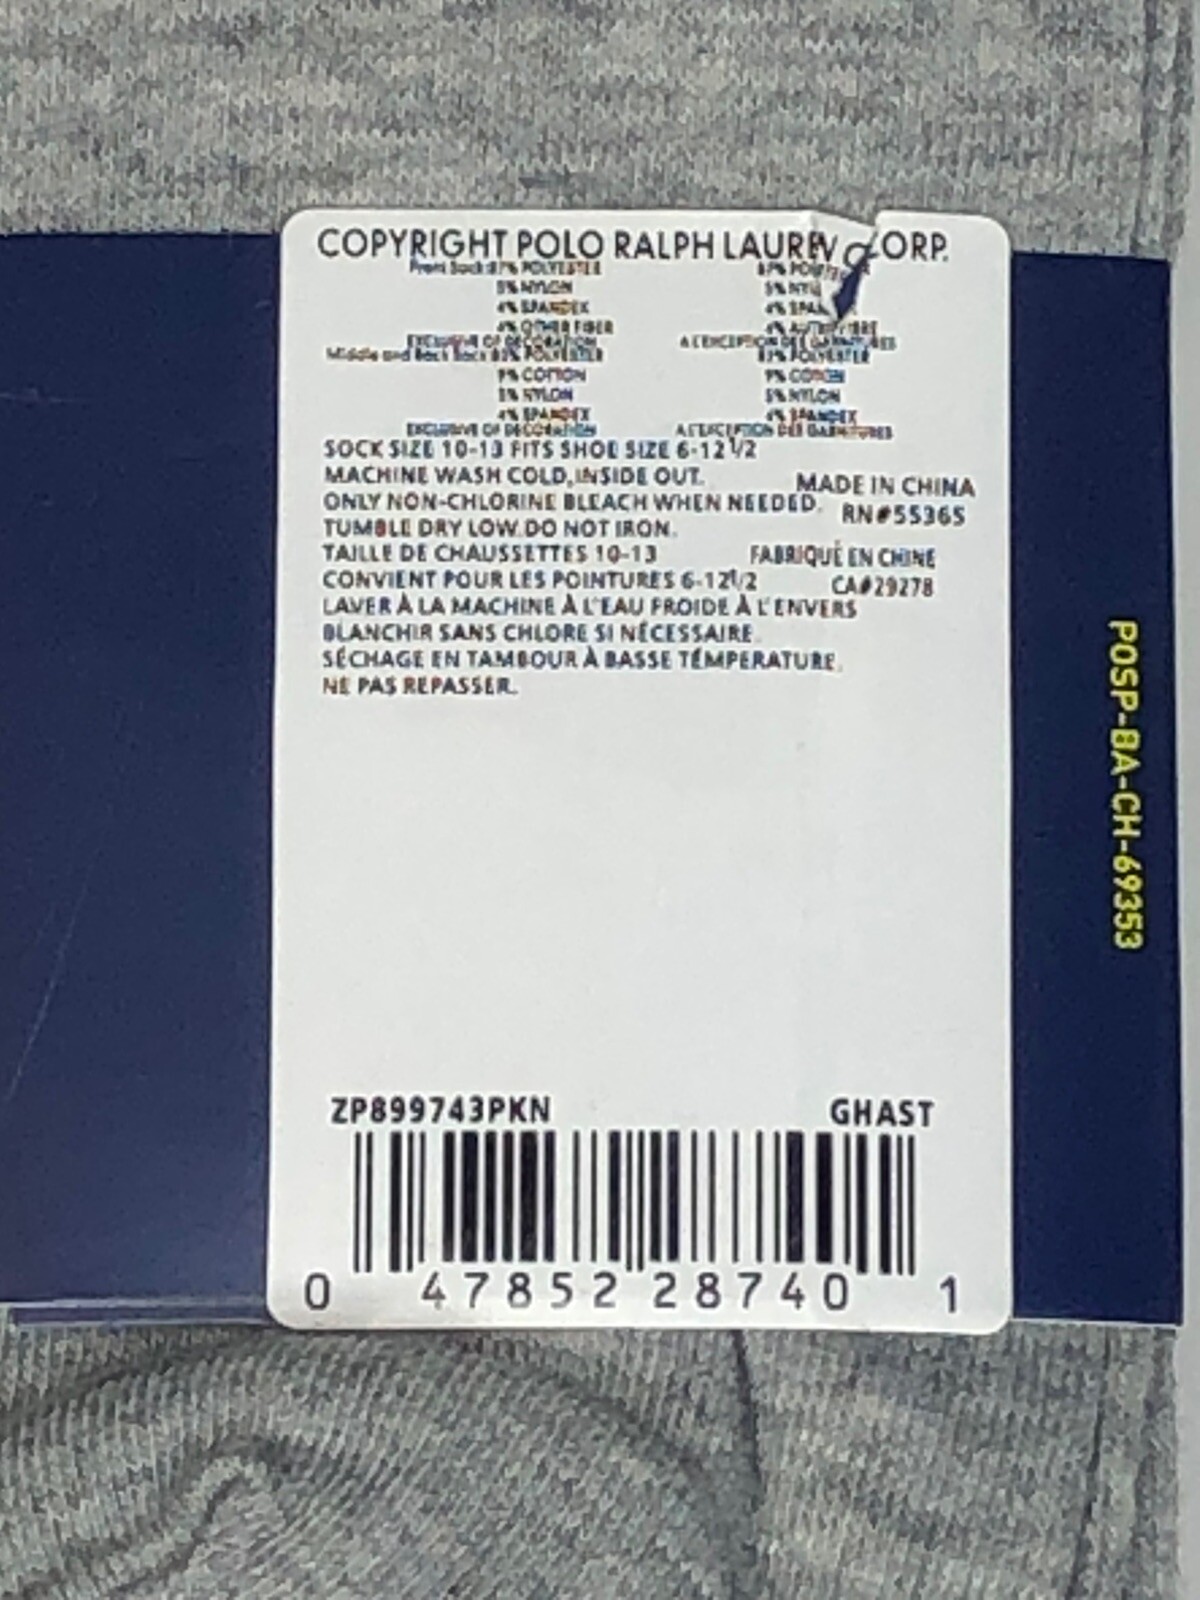 COPYRIGHT POLO RALPH LAUREN CORP.
Front Sock:87% POLYESTER
5% NYLON
4% SPANDEX
4% OTHER FIBER
EXCLUSIVE OF DECORATION
Middle and Back Sock: 82% POLYESTER
9% COTTON
5% NYLON
4% SPANDEX
EXCLUSIVE OF DECORATION
87%
5%
4%
4% AUTRE FIBRE
A L'EXCEPTION DES GARNITURES
82% POLYESTER
9% COTON
5% NYLON
4% SPANDEX
A L'EXCEPTION DES GARNITURES
SOCK SIZE 10-13 FITS SHOE SIZE 6-12 1/2
MACHINE WASH COLD,INSIDE OUT.
ONLY NON-CHLORINE BLEACH WHEN NEEDED.
TUMBLE DRY LOW.DO NOT IRON.
MADE IN CHINA
RN#55365
TAILLE DE CHAUSSETTES 10-13
CONVIENT POUR LES POINTURES 6-12 1/2
LAVER À LA MACHINE À L'EAU FROIDE À L'ENVERS
BLANCHIR SANS CHLORE SI NÉCESSAIRE.
SÉCHAGE EN TAMBOUR À BASSE TÉMPERATURE.
NE PAS REPASSER.
FABRIQUÉ EN CHINE
CA#29278
ZP899743PKN GHAST
0 47852 28740 1
POSP-BA-CH-69353